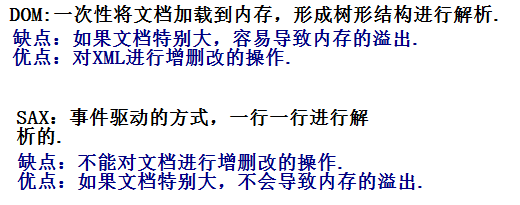 DOM:一次性将文档加载到内存，形成树形结构进行解析.
缺点：如果文档特别大，容易导致内存的溢出.
优点：对XML进行增删改的操作.
SAX：事件驱动的方式，一行一行进行解
析的.
缺点：不能对文档进行增删改的操作.
优点：如果文档特别大，不会导致内存的溢出.